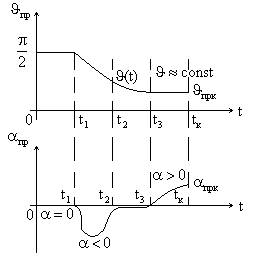 ϑпр
π
2
ϑ(t)
ϑ ≈ const
ϑпрк
0
t1
t2
t3
tк
t
αпр
α > 0
αпрк
t1
t2
t3
tк
0
α = 0
α < 0
t